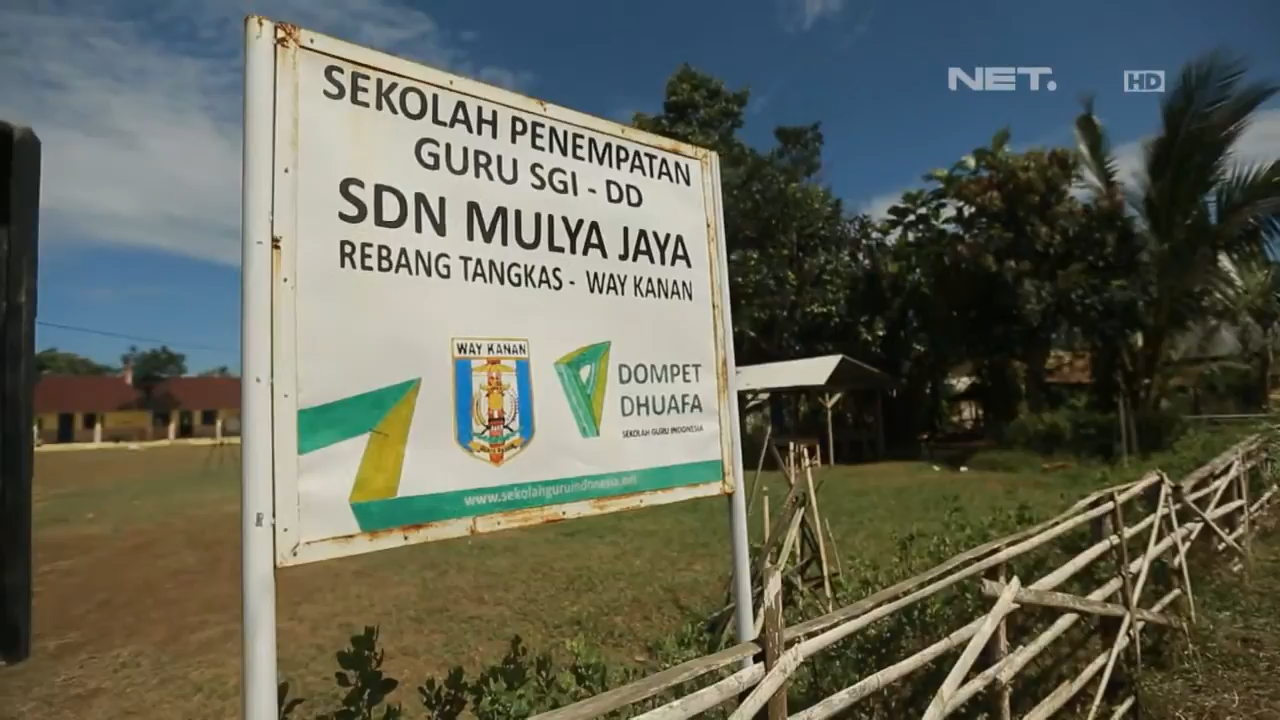 NET. HD
SEKOLAH PENEMPATAN
GURU SGI - DD
SDN MULYA JAYA
REBANG TANGKAS - WAY KANAN
WAY KANAN
DOMPET
DHUAFA
SEKOLAH GURU INDONESIA
www.sekolahguruindonesia.net